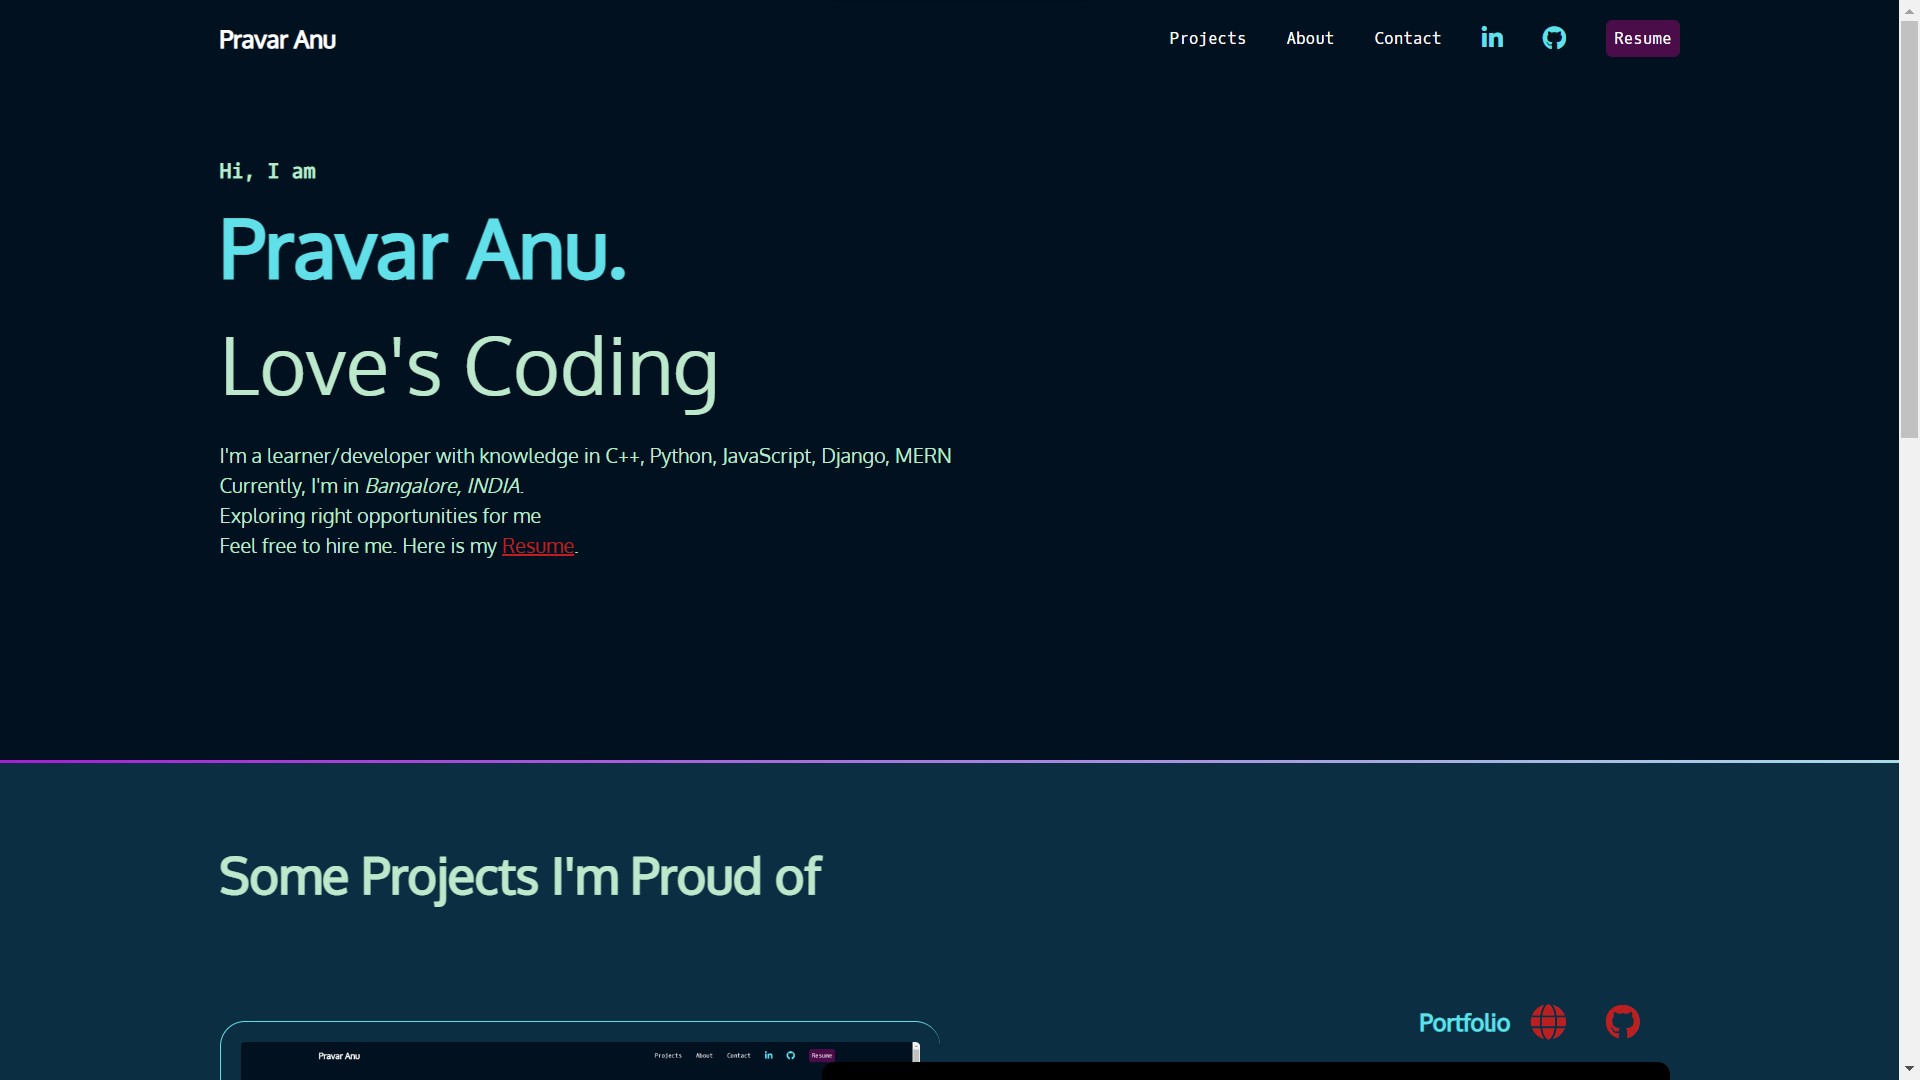 Pravar Anu
Projects About Contact in Resume
Hi, I am
Pravar Anu.
Love's Coding
I'm a learner/developer with knowledge in C++, Python, JavaScript, Django, MERN
Currently, I'm in Bangalore, INDIA.
Exploring right opportunities for me
Feel free to hire me. Here is my Resume.
Some Projects I'm Proud of
Portfolio
Pravar Anu
Projects About Contact in Resume